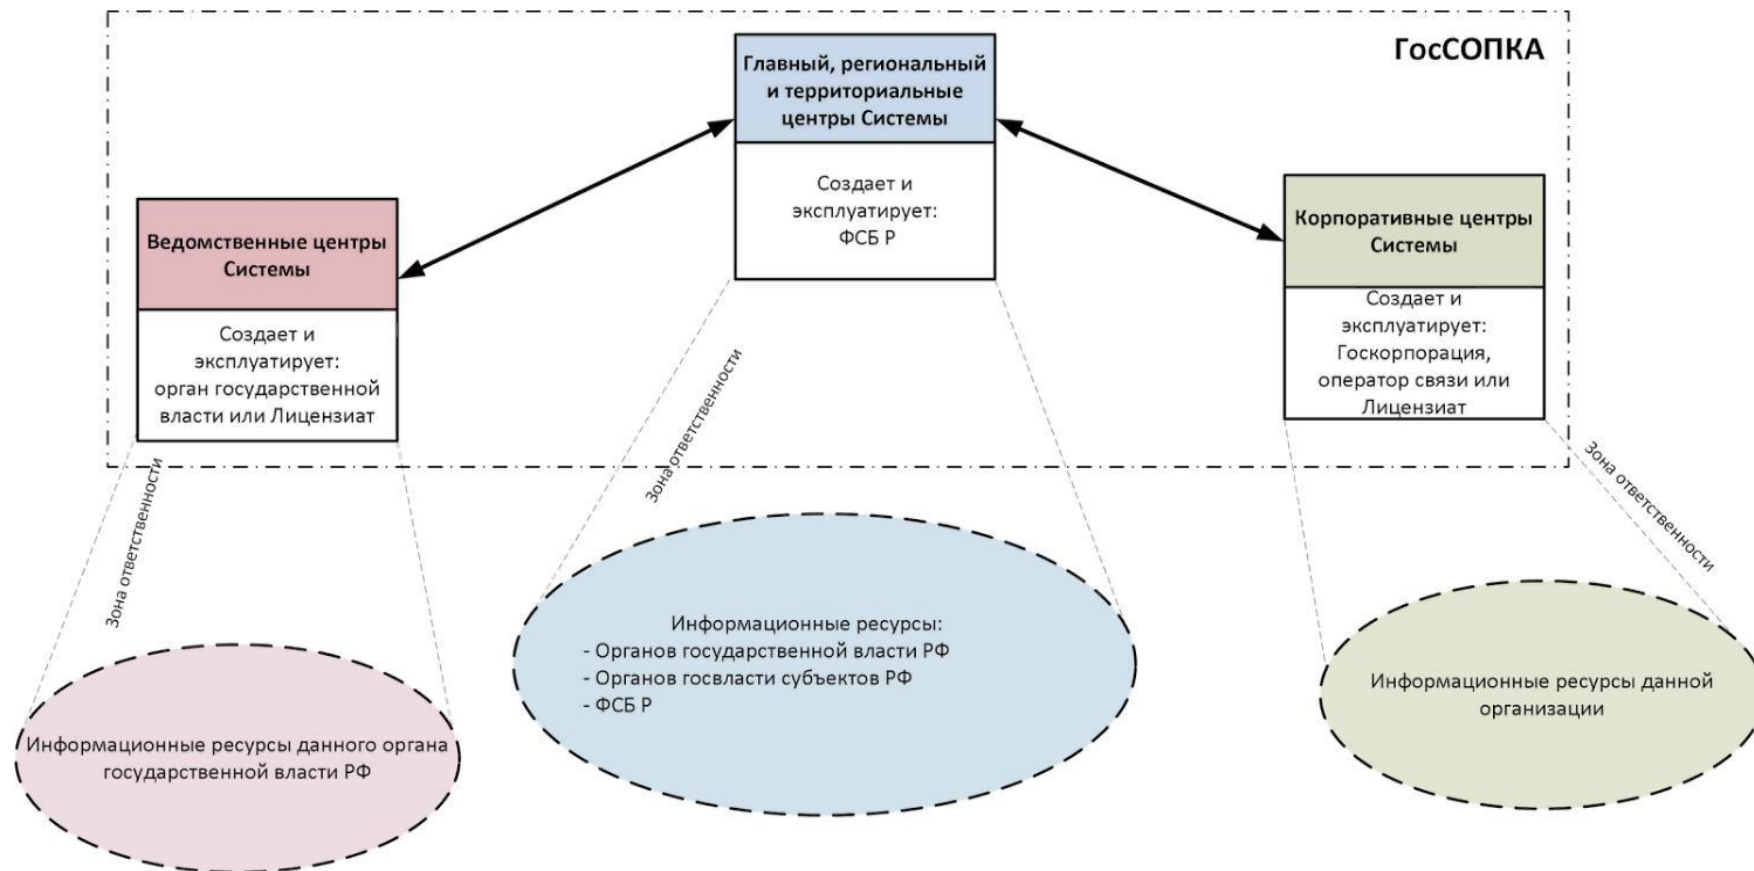 ГосСОПКА
Главный, региональный
и территориальные
центры Системы
Создает и
эксплуатирует:
ФСБ Р
Ведомственные центры
Системы
Создает и
эксплуатирует:
орган государственной
власти или Лицензиат
Корпоративные центры
Системы
Создает и
эксплуатирует:
Госкорпорация,
оператор связи или
Лицензиат
Зона ответственности
Зона ответственности
Зона ответственности
Информационные ресурсы данного органа
государственной власти РФ
Информационные ресурсы:
- Органов государственной власти РФ
- Органов госвласти субъектов РФ
- ФСБ Р
Информационные ресурсы данной
организации